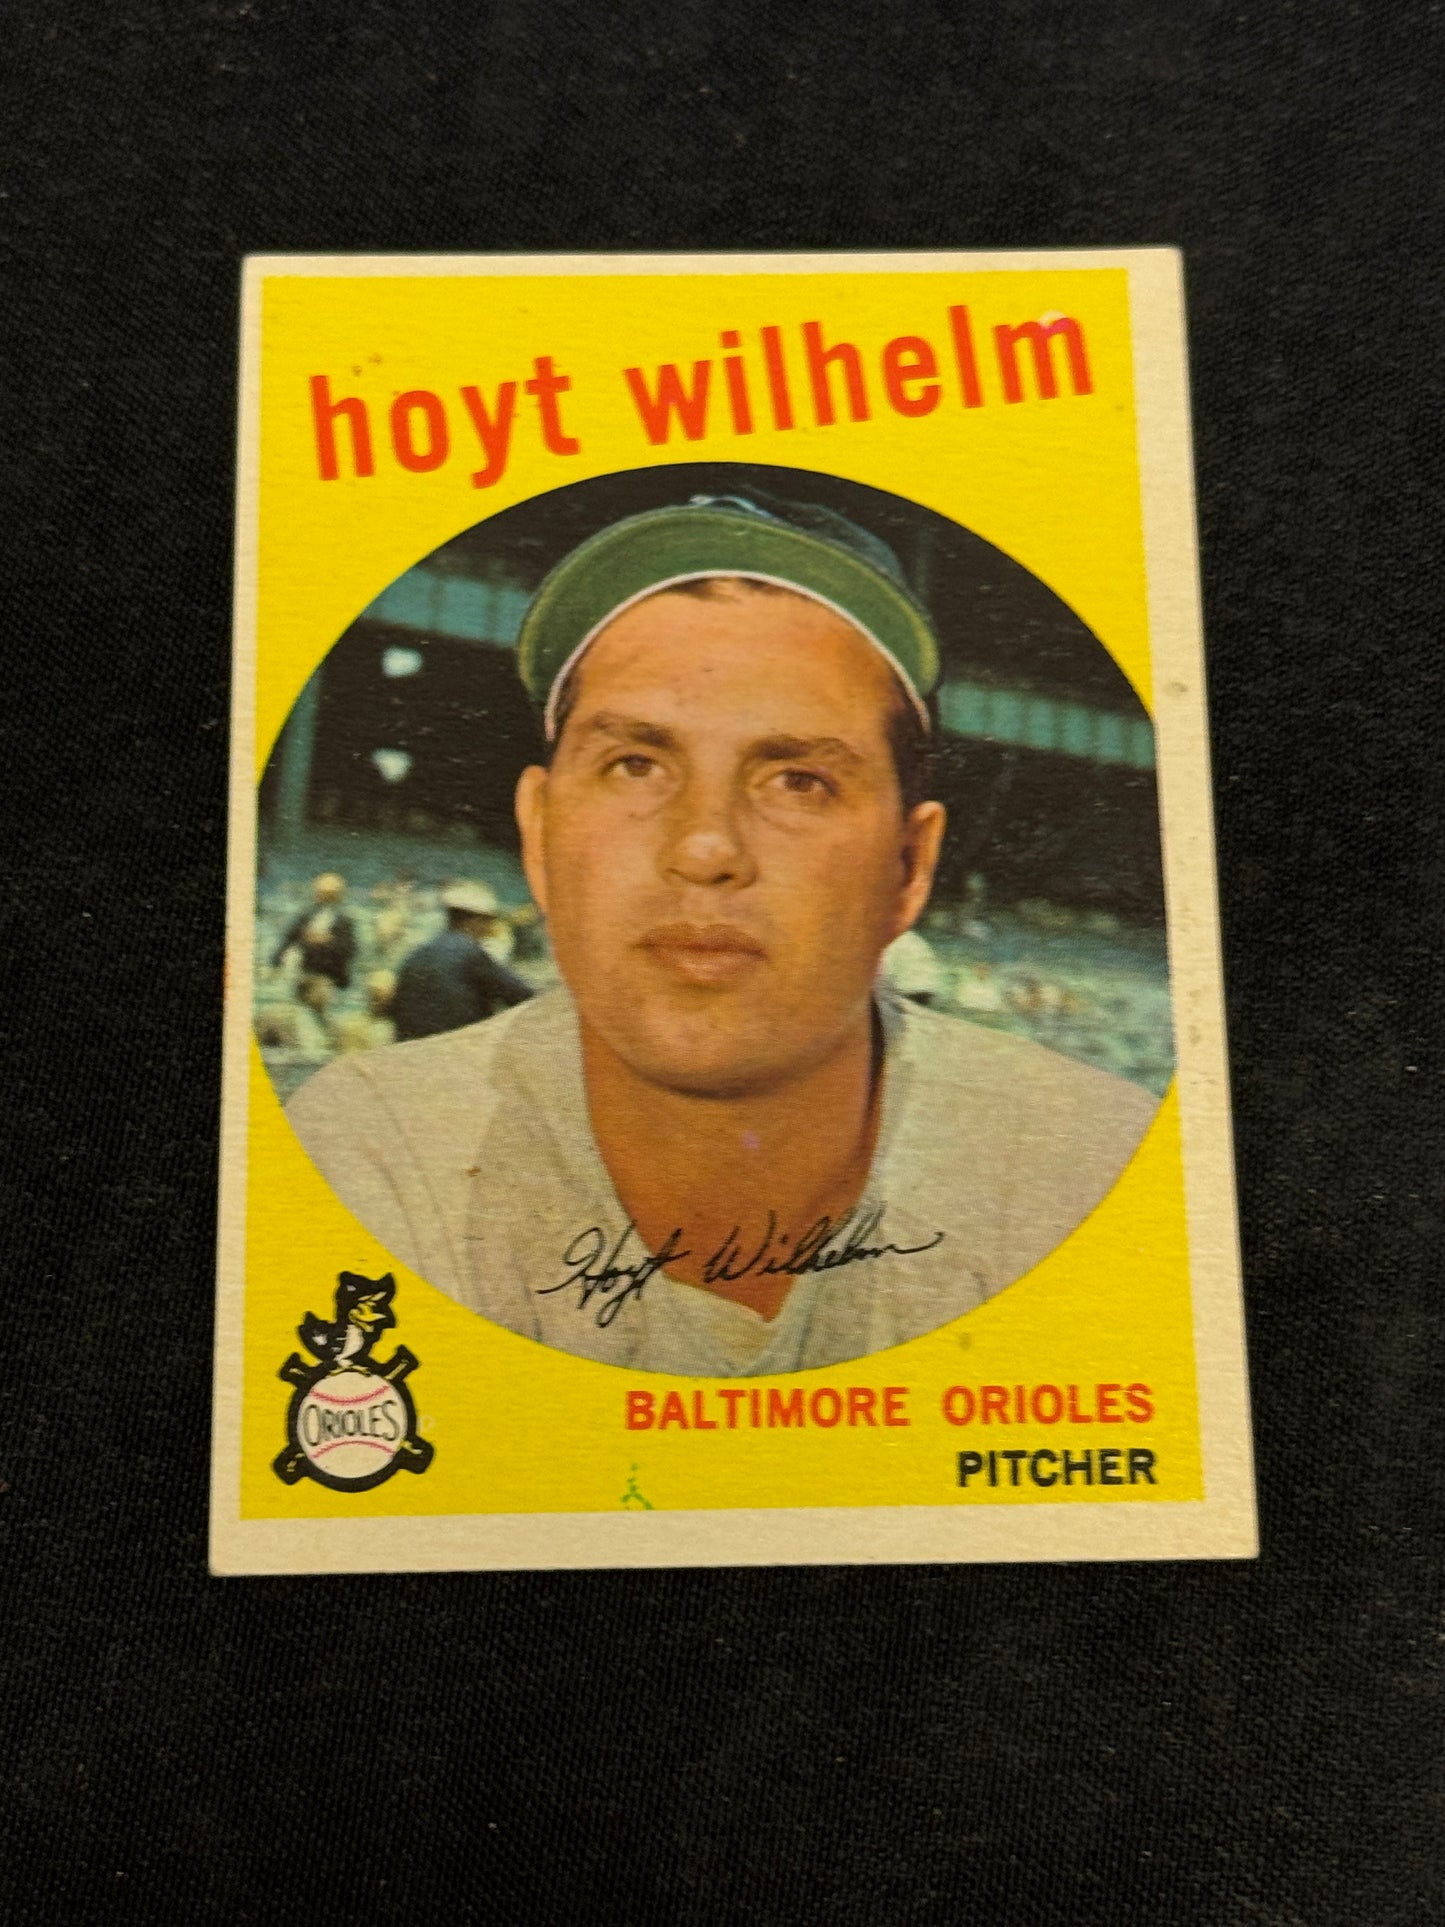 hoyt wilhelm
Hoyt Wilhelm
ORIOLES
BALTIMORE ORIOLES
PITCHER